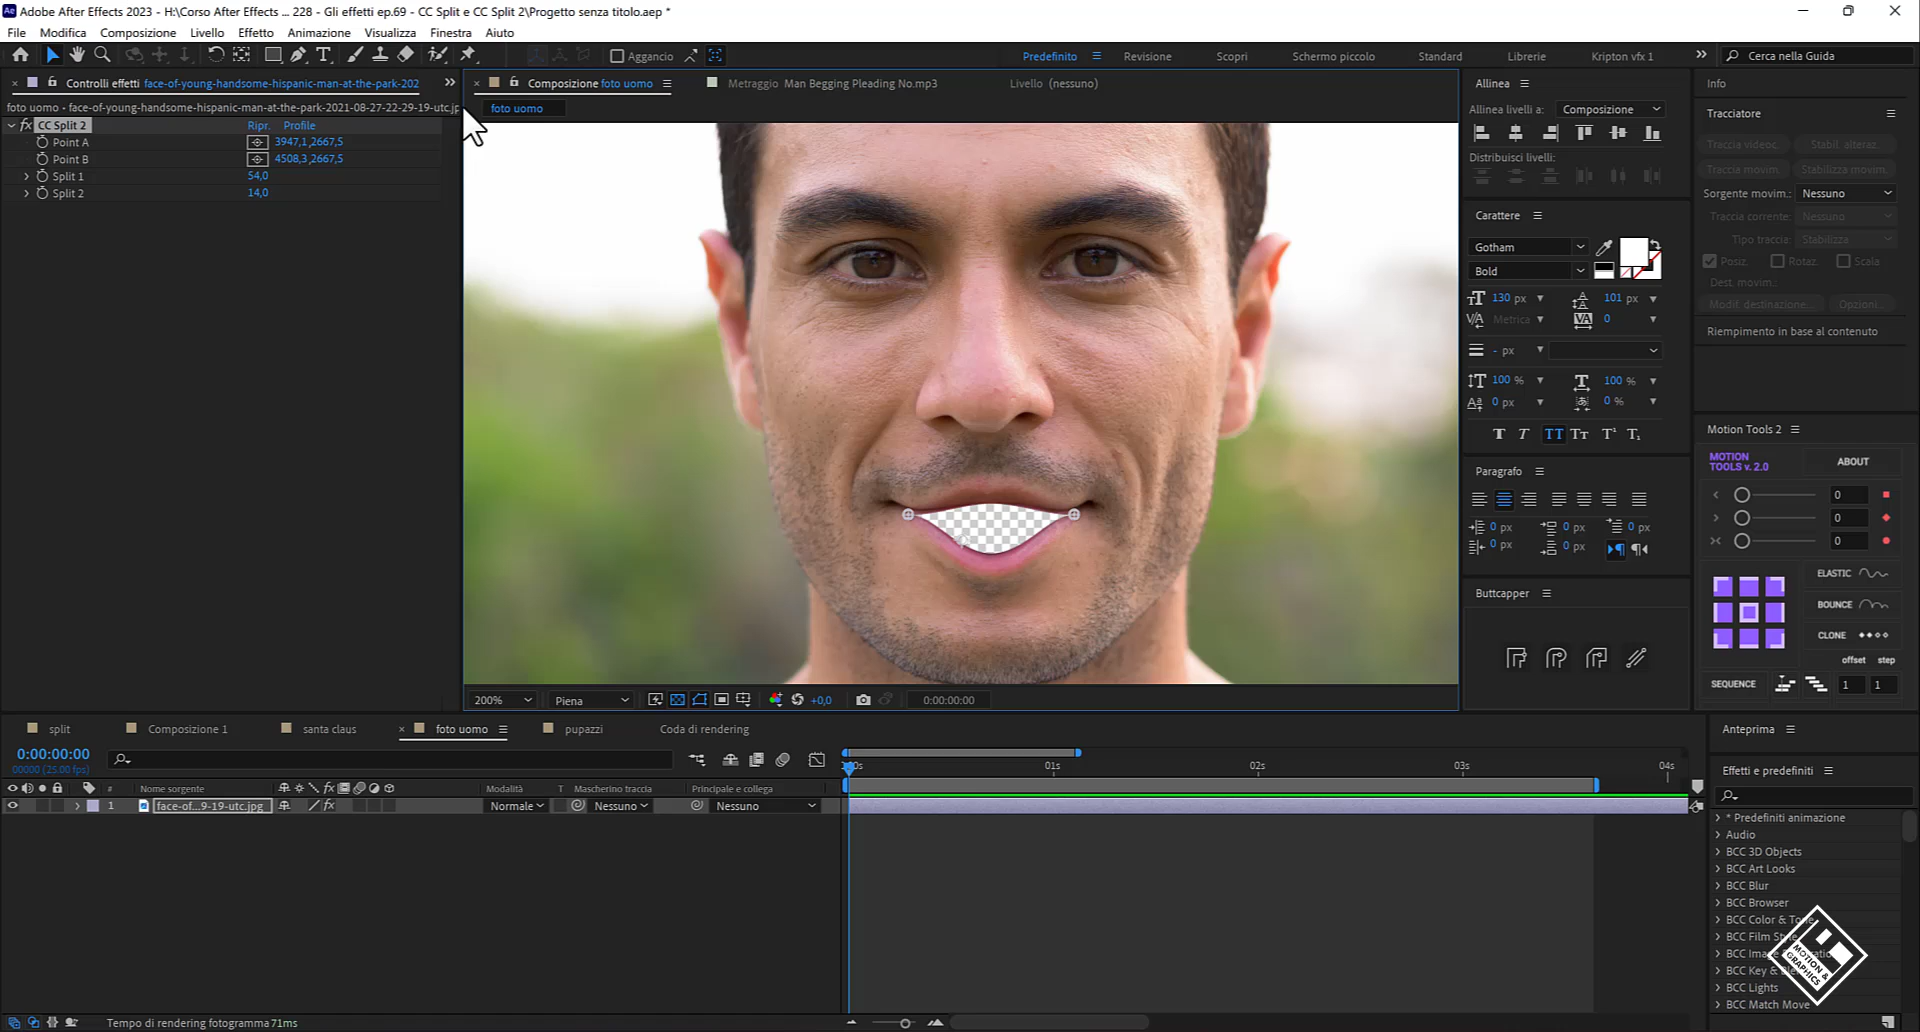 Adobe After Effects 2023 - H:\Corso After Effects ... 228 - Gli effetti ep.69 - CC Split e CC Split 2\Progetto senza titolo.aep *
File Modifica Composizione Livello Effetto Animazione Visualizza Finestra Aiuto
Aggancio
Predefinito Revisione Scopri Schermo piccolo Standard Librerie Kripton vfx 1
Cerca nella Guida
Controlli effetti face-of-young-handsome-hispanic-man-at-the-park-202
foto uomo • face-of-young-handsome-hispanic-man-at-the-park-2021-08-27-22-29-19-utc.jp
fx CC Split 2 Ripr. Profile
Point A 3947,1,2667,5
Point B 4508,3,2667,5
Split 1 54,0
Split 2 14,0
Composizione foto uomo
Metraggio Man Begging Pleading No.mp3
Livello (nessuno)
foto uomo
200% Piena +0,0 0:00:00:00
Allinea
Allinea livelli a: Composizione
Distribuisci livelli:
Carattere
Gotham
Bold
130 px 101 px
Metrica 0
- px
100 % 100 %
0 px 0 %
Paragrafo
0 px 0 px 0 px
0 px 0 px
Buttcapper
Info
Tracciatore
Traccia videoc. Stabil. alteraz.
Traccia movim. Stabilizza movim.
Sorgente movim.: Nessuno
Traccia corrente: Nessuno
Tipo traccia: Stabilizza
Posiz. Rotaz. Scala
Dest. movim.
Modif. destinazione... Opzioni...
Riempimento in base al contenuto
Motion Tools 2
MOTION
TOOLS v. 2.0
ABOUT
0
0
0
ELASTIC
BOUNCE
CLONE
offset step
SEQUENCE 1 1
split Composizione 1 santa claus foto uomo pupazzi Coda di rendering
0:00:00:00
00000 (25.00 fps)
# Nome sorgente fx Modalità T Mascherino traccia Principale e collega
1 face-of...9-19-utc.jpg fx Normale Nessuno Nessuno
01s 02s 03s 04s
Tempo di rendering fotogramma 71ms
Anteprima
Effetti e predefiniti
* Predefiniti animazione
Audio
BCC 3D Objects
BCC Art Looks
BCC Blur
BCC Browser
BCC Color &
BCC Film
BCC
BCC Key &
BCC Lights
BCC Match Move
MOTION &
GRAPHICS